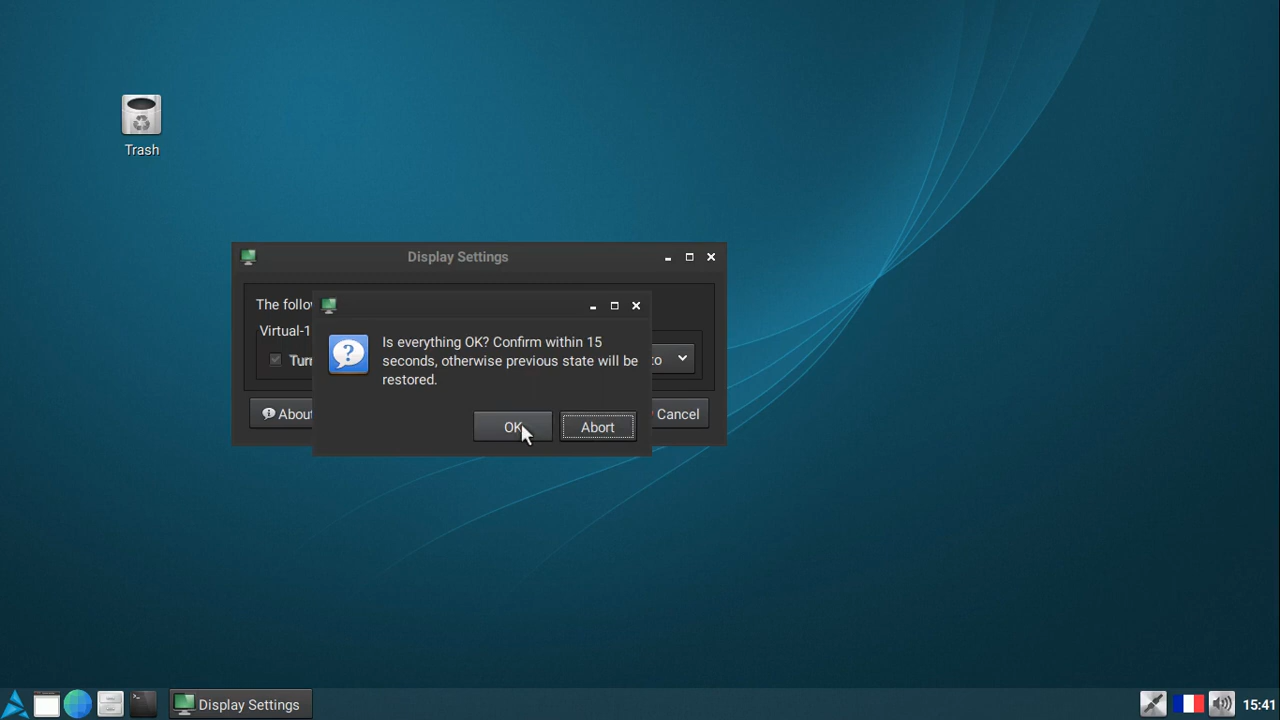 Trash
Display Settings
The follo
Virtual-1
Turn
to
About
Cancel
Is everything OK? Confirm within 15
seconds, otherwise previous state will be
restored.
OK
Abort
Display Settings
15:41